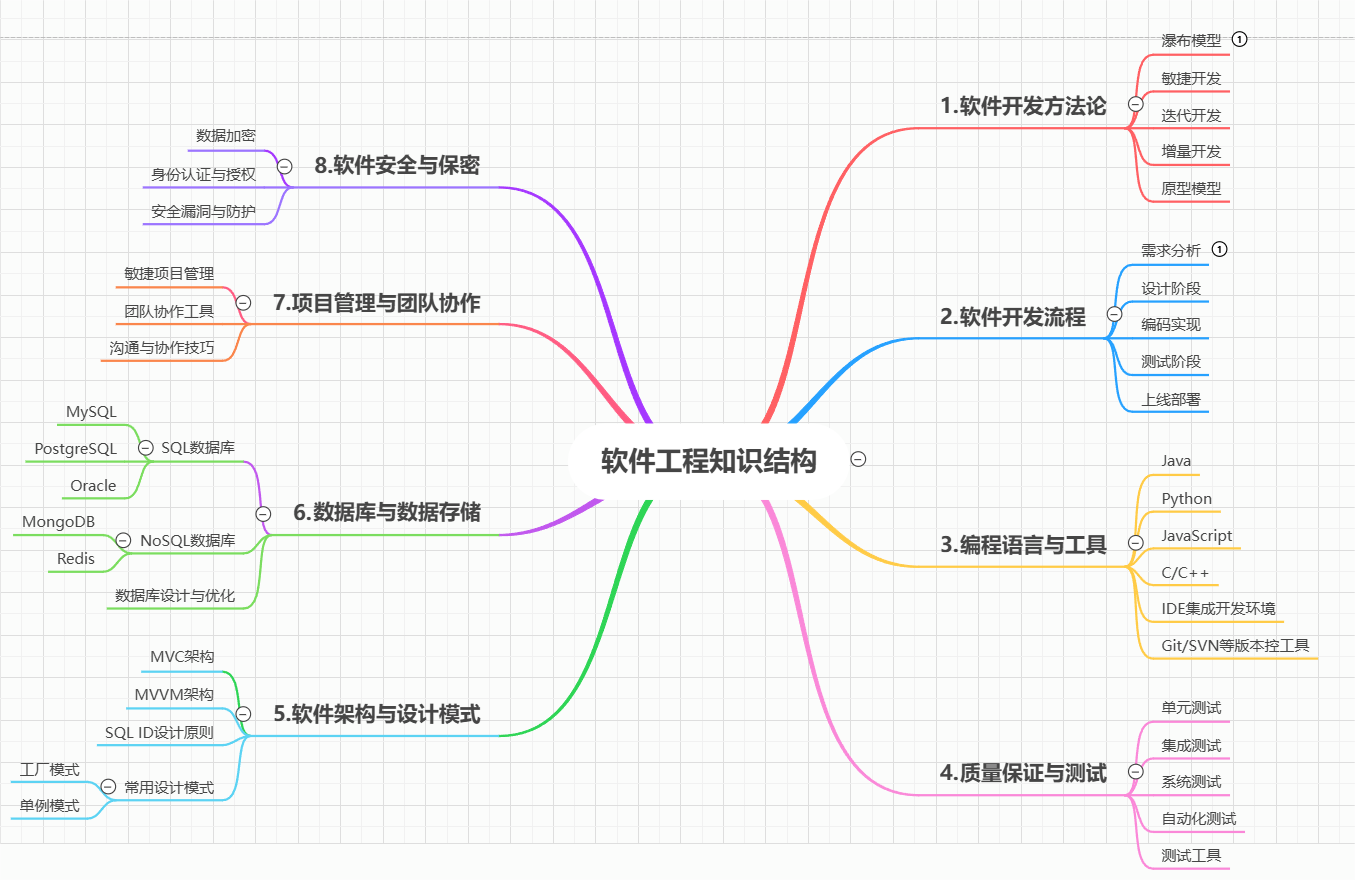 软件工程知识结构
1.软件开发方法论
瀑布模型 1
敏捷开发
迭代开发
增量开发
原型模型
2.软件开发流程
需求分析 1
设计阶段
编码实现
测试阶段
上线部署
3.编程语言与工具
Java
Python
JavaScript
C/C++
IDE集成开发环境
Git/SVN等版本控工具
4.质量保证与测试
单元测试
集成测试
系统测试
自动化测试
测试工具
5.软件架构与设计模式
MVC架构
MVVM架构
SQL ID设计原则
常用设计模式
工厂模式
单例模式
6.数据库与数据存储
SQL数据库
MySQL
PostgreSQL
Oracle
NoSQL数据库
MongoDB
Redis
数据库设计与优化
7.项目管理与团队协作
敏捷项目管理
团队协作工具
沟通与协作技巧
8.软件安全与保密
数据加密
身份认证与授权
安全漏洞与防护